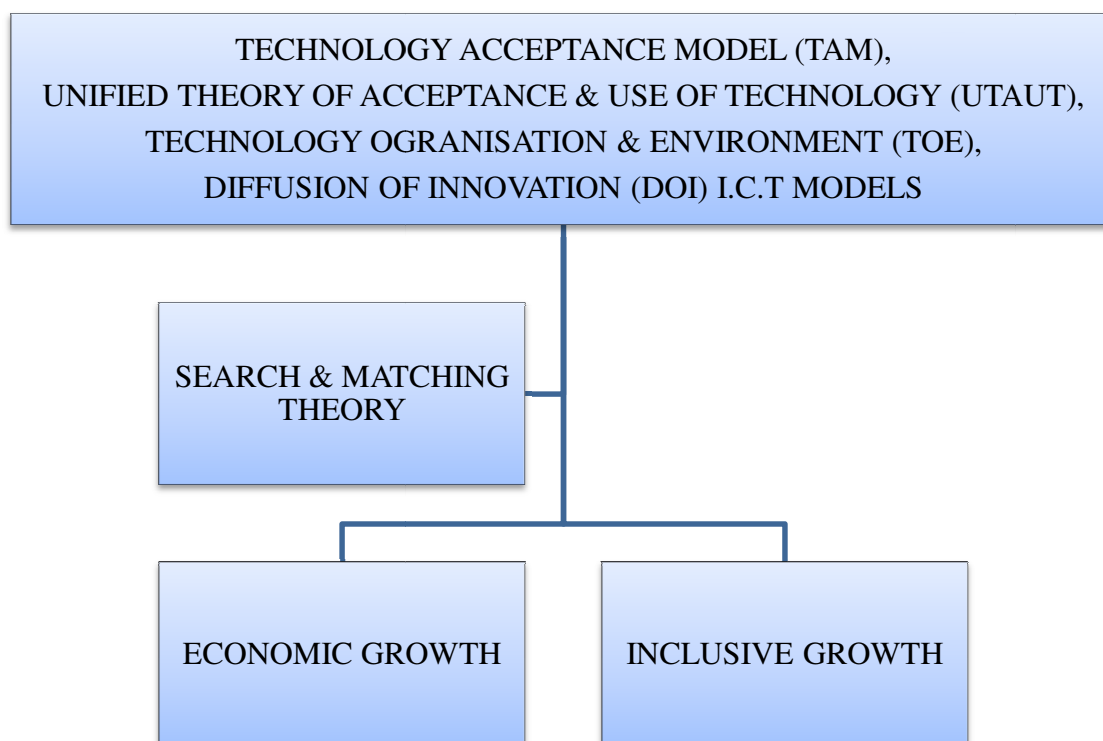 TECHNOLOGY ACCEPTANCE MODEL (TAM),
UNIFIED THEORY OF ACCEPTANCE & USE OF TECHNOLOGY (UTAUT),
TECHNOLOGY OGRANISATION & ENVIRONMENT (TOE),
DIFFUSION OF INNOVATION (DOI) I.C.T MODELS
SEARCH & MATCHING
THEORY
ECONOMIC GROWTH
INCLUSIVE GROWTH